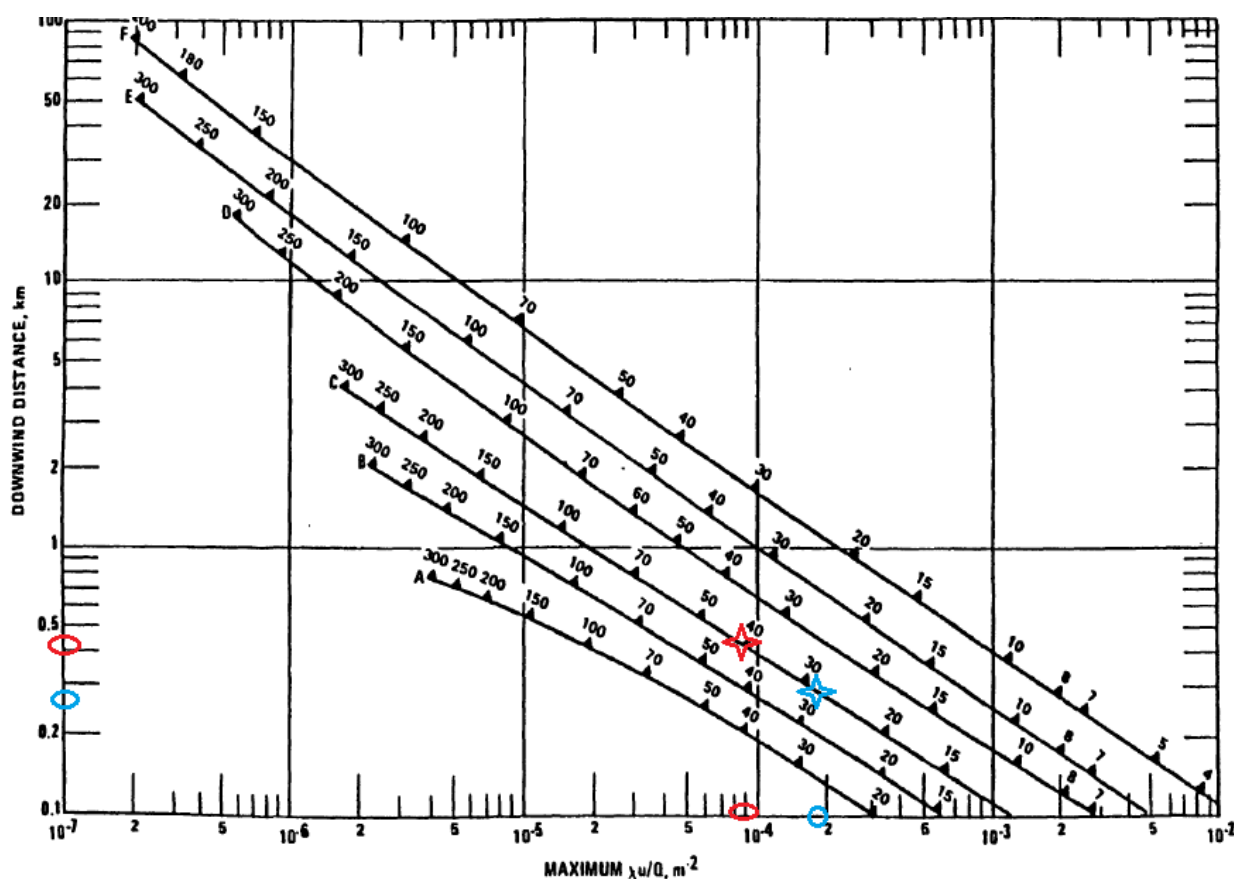 100
50
20
10
5
2
1
0.5
0.2
0.1
DOWNWIND DISTANCE, km
F 180 150 100 70 50 40 30 20 15 10 8 7 5 4
E 300 250 200 150 100 70 50 40 30 20 15 10 8 7
D 300 250 200 150 100 70 60 50 40 30 20 15 10 8 7
C 300 250 200 150 100 70 50 40 30 20 15
B 300 250 200 150 100 70 50 40 30 20 15
A 300 250 200 150 100 70 50 40 30 20
10-7 2 5 10-6 2 5 10-5 2 5 10-4 2 5 10-3 2 5 10-2
MAXIMUM χu/Q, m-2